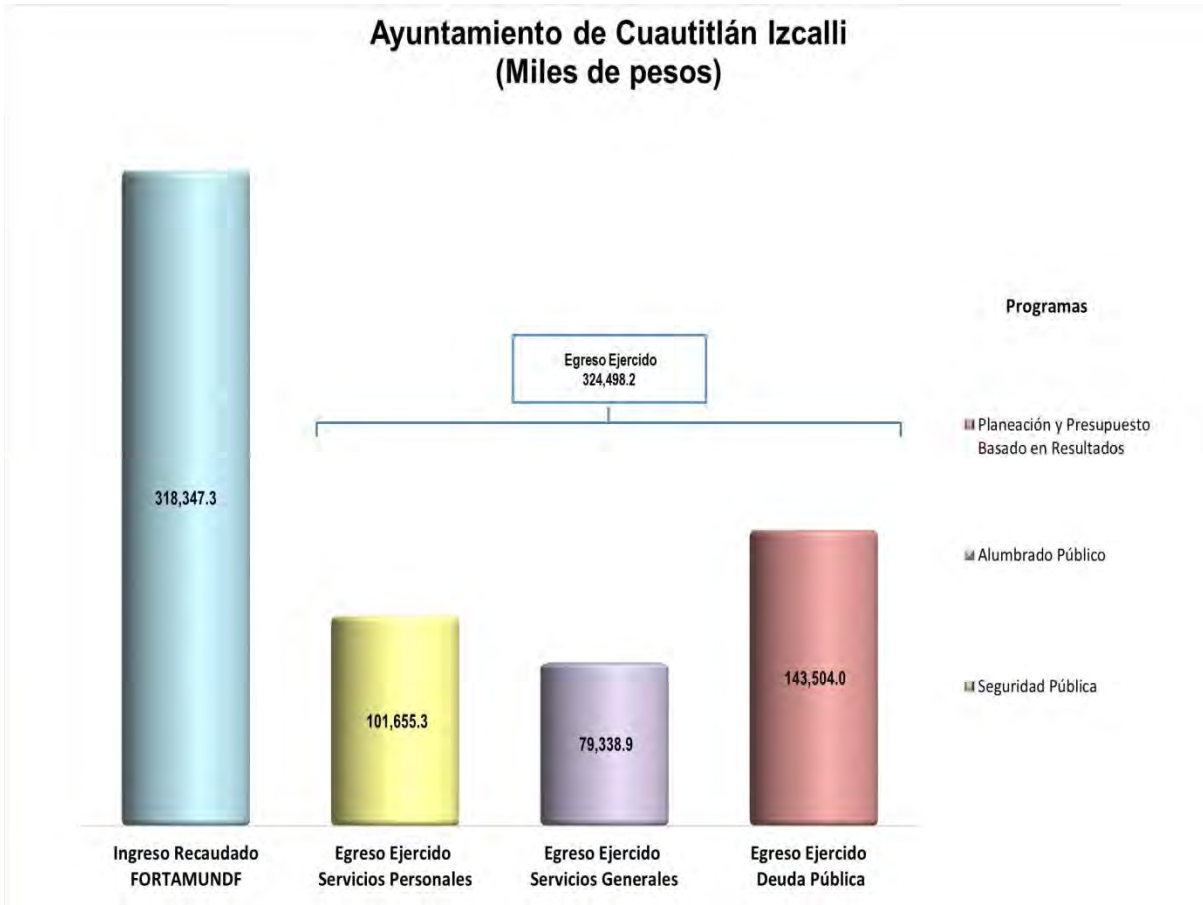 Ayuntamiento de Cuautitlán Izcalli
(Miles de pesos)
Programas
Egreso Ejercido
324,498.2
Planeación y Presupuesto
Basado en Resultados
318,347.3
Alumbrado Público
143,504.0
Seguridad Pública
101,655.3
79,338.9
Ingreso Recaudado
FORTAMUNDF
Egreso Ejercido
Servicios Personales
Egreso Ejercido
Servicios Generales
Egreso Ejercido
Deuda Pública